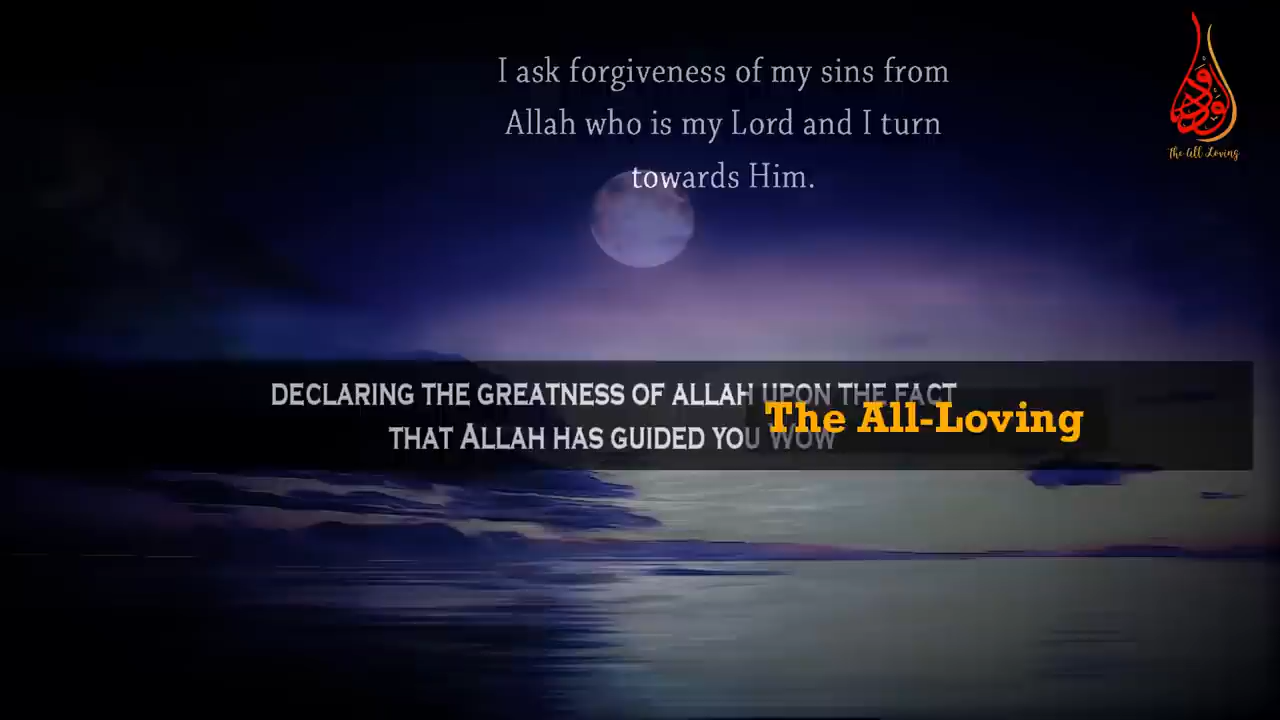 I ask forgiveness of my sins from
Allah who is my Lord and I turn
towards Him.
الودود
The All Loving
DECLARING THE GREATNESS OF ALLAH UPON THE FACT
THAT ALLAH HAS GUIDED YOU WOW
The All-Loving